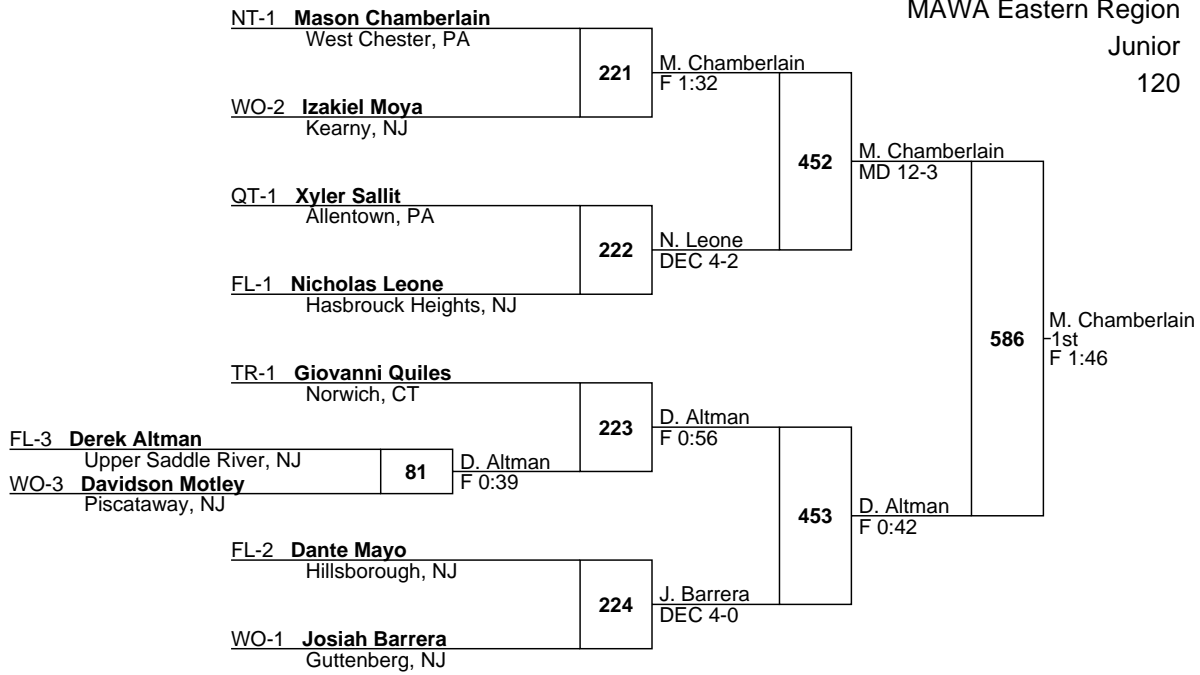 MAWA Eastern Region
Junior
120
NT-1 Mason Chamberlain
West Chester, PA
221
M. Chamberlain
F 1:32
WO-2 Izakiel Moya
Kearny, NJ
452
M. Chamberlain
MD 12-3
QT-1 Xyler Sallit
Allentown, PA
222
N. Leone
DEC 4-2
FL-1 Nicholas Leone
Hasbrouck Heights, NJ
586
M. Chamberlain
1st
F 1:46
TR-1 Giovanni Quiles
Norwich, CT
223
D. Altman
F 0:56
FL-3 Derek Altman
Upper Saddle River, NJ
81
D. Altman
F 0:39
WO-3 Davidson Motley
Piscataway, NJ
453
D. Altman
F 0:42
FL-2 Dante Mayo
Hillsborough, NJ
224
J. Barrera
DEC 4-0
WO-1 Josiah Barrera
Guttenberg, NJ